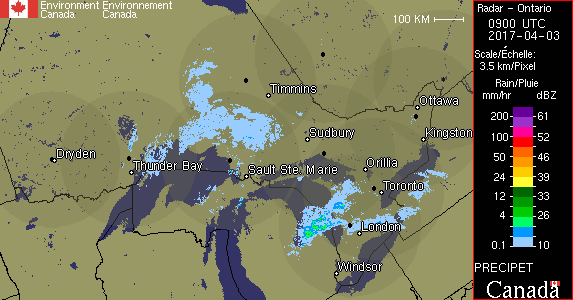 Environment Environnement
Canada Canada
100 KM
Timmins
Ottawa
Sudbury
Kingston
Dryden
Thunder Bay
Sault Ste. Marie
Orillia
Toronto
London
Windsor
Radar - Ontario
0900 UTC
2017-04-03
Scale/Échelle:
3.5 km/Pixel
Rain/Pluie
mm/hr dBZ
200 61
100 52
50 46
24 39
12 33
4 26
0.1 10
PRECIPET
Canada